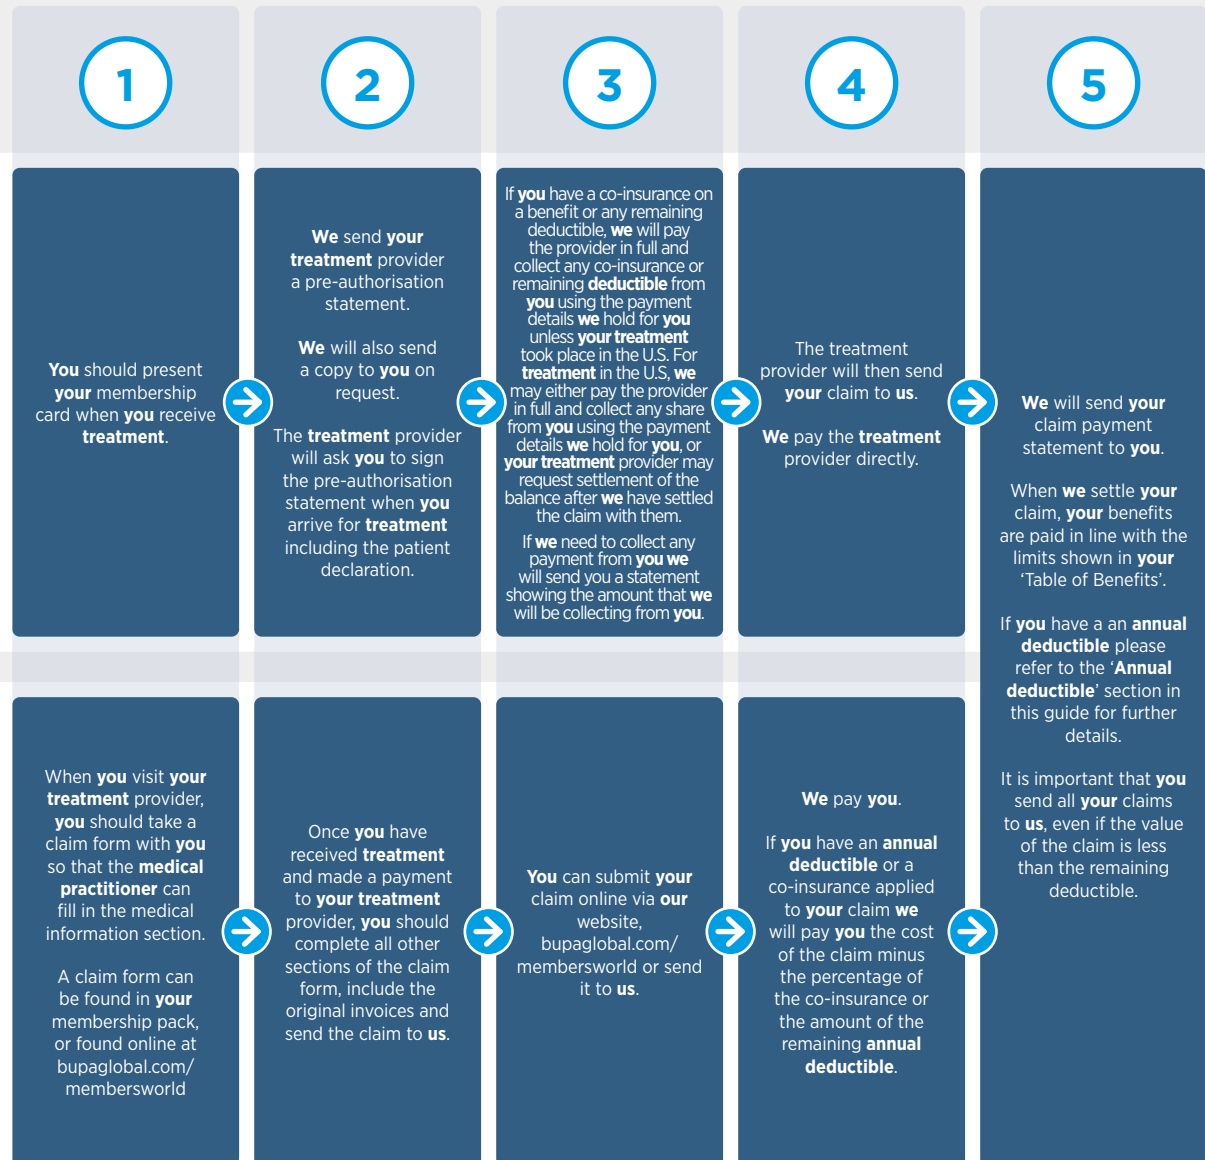 1
2
3
4
5
You should present
your membership
card when you receive
treatment.
We send your
treatment provider
a pre-authorisation
statement.
We will also send
a copy to you on
request.
The treatment provider
will ask you to sign
the pre-authorisation
statement when you
arrive for treatment
including the patient
declaration.
If you have a co-insurance on
a benefit or any remaining
deductible, we will pay
the provider in full and
collect any co-insurance or
remaining deductible from
you using the payment
details we hold for you
unless your treatment
took place in the U.S. For
treatment in the U.S, we
may either pay the provider
in full and collect any share
from you using the payment
details we hold for you, or
your treatment provider may
request settlement of the
balance after we have settled
the claim with them.
If we need to collect any
payment from you we
will send you a statement
showing the amount that we
will be collecting from you.
The treatment
provider will then send
your claim to us.
We pay the treatment
provider directly.
We will send your
claim payment
statement to you.
When we settle your
claim, your benefits
are paid in line with the
limits shown in your
‘Table of Benefits’.
If you have a an annual
deductible please
refer to the ‘Annual
deductible’ section in
this guide for further
details.
It is important that you
send all your claims
to us, even if the value
of the claim is less
than the remaining
deductible.
When you visit your
treatment provider,
you should take a
claim form with you
so that the medical
practitioner can
fill in the medical
information section.
A claim form can
be found in your
membership pack,
or found online at
bupaglobal.com/
membersworld
Once you have
received treatment
and made a payment
to your treatment
provider, you should
complete all other
sections of the claim
form, include the
original invoices and
send the claim to us.
You can submit your
claim online via our
website,
bupaglobal.com/
membersworld or send
it to us.
We pay you.
If you have an annual
deductible or a
co-insurance applied
to your claim we
will pay you the cost
of the claim minus
the percentage of
the co-insurance or
the amount of the
remaining annual
deductible.